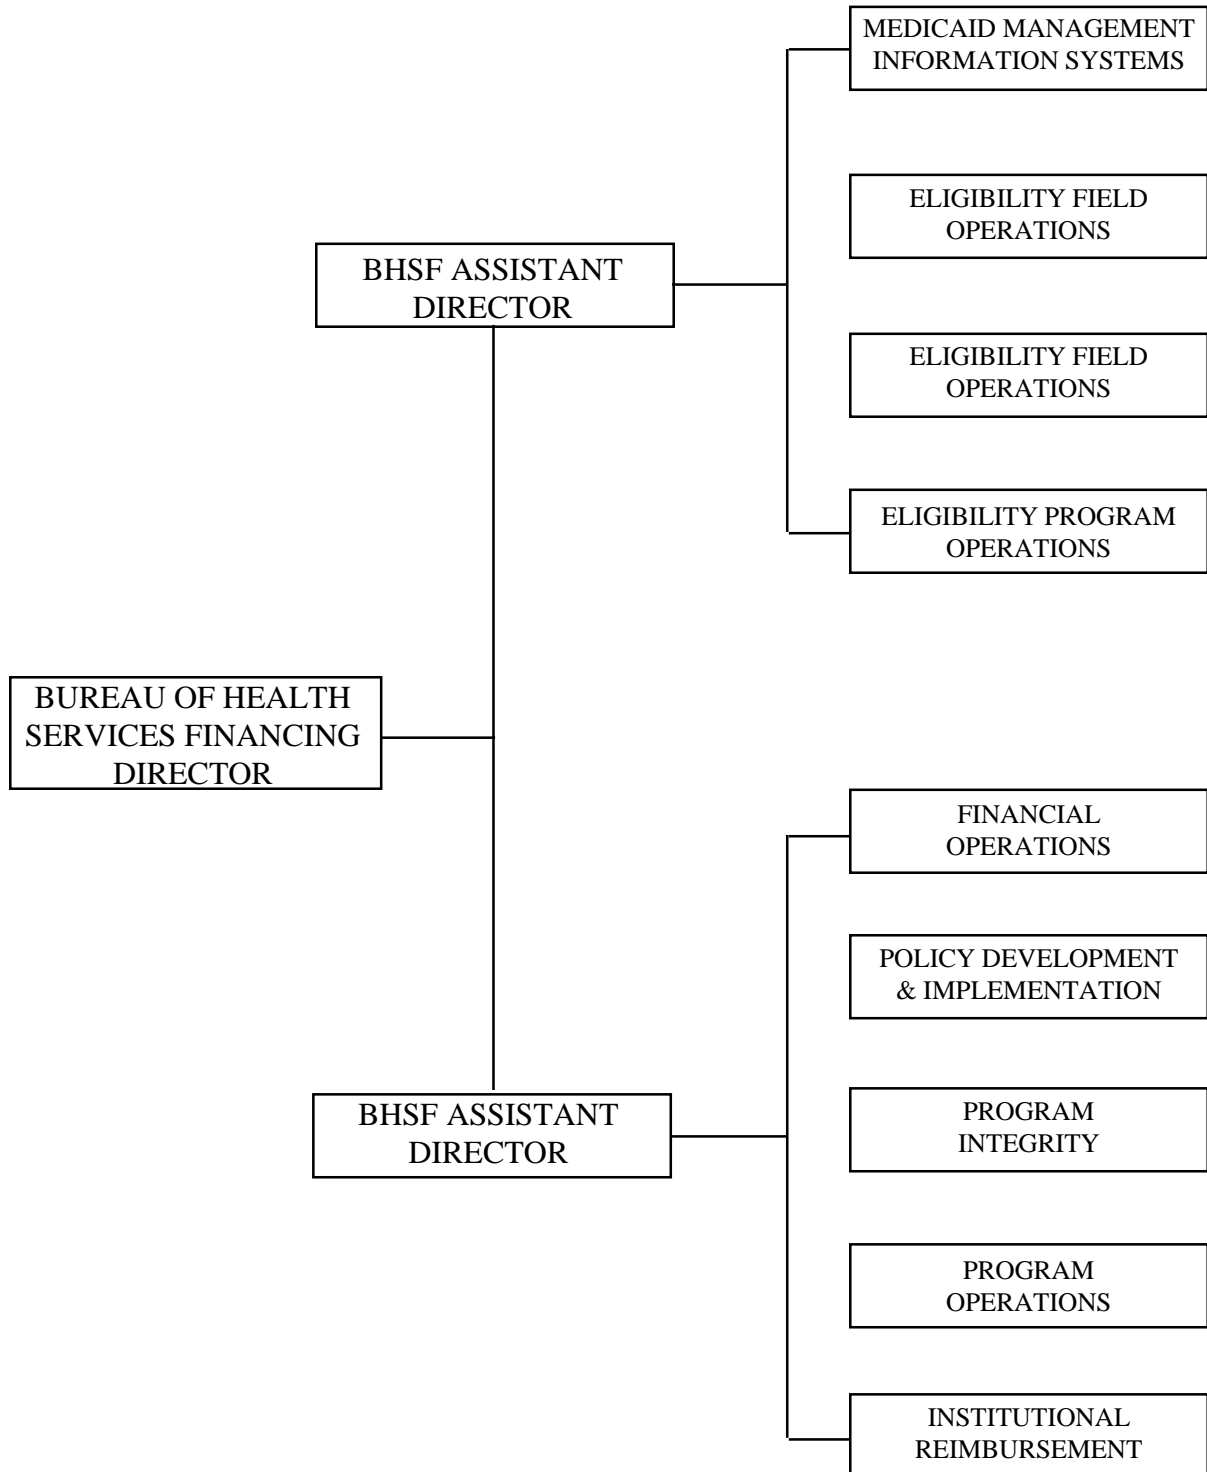 MEDICAID MANAGEMENT
INFORMATION SYSTEMS
ELIGIBILITY FIELD
OPERATIONS
BHSF ASSISTANT
DIRECTOR
ELIGIBILITY FIELD
OPERATIONS
ELIGIBILITY PROGRAM
OPERATIONS
BUREAU OF HEALTH
SERVICES FINANCING
DIRECTOR
FINANCIAL
OPERATIONS
POLICY DEVELOPMENT
& IMPLEMENTATION
BHSF ASSISTANT
DIRECTOR
PROGRAM
INTEGRITY
PROGRAM
OPERATIONS
INSTITUTIONAL
REIMBURSEMENT